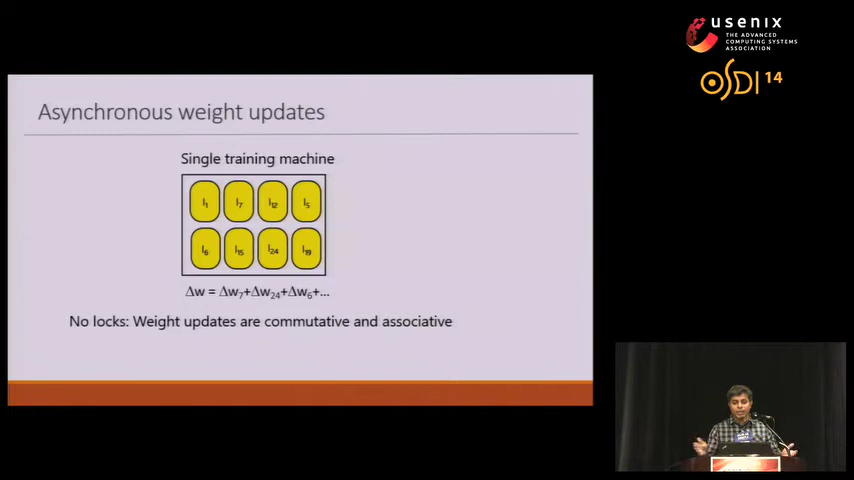 usenix
THE ADVANCED
COMPUTING SYSTEMS
ASSOCIATION
OSDI 14
Asynchronous weight updates
Single training machine
I1 I7 I12 I5
I6 I15 I24 I19
Δw = Δw7+Δw24+Δw6+...
No locks: Weight updates are commutative and associative